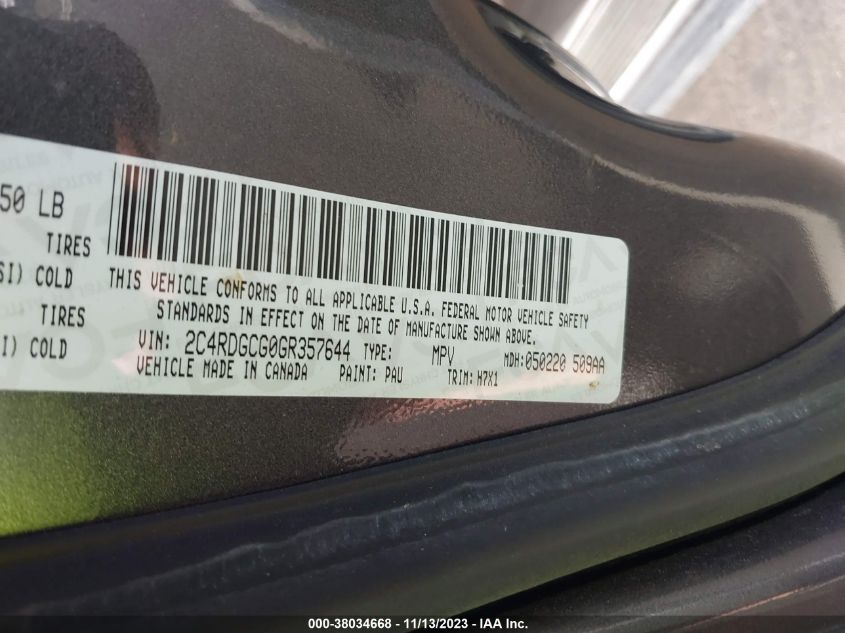 50 LB
TIRES
SI) COLD
TIRES
I) COLD
THIS VEHICLE CONFORMS TO ALL APPLICABLE U.S.A. FEDERAL MOTOR VEHICLE SAFETY
STANDARDS IN EFFECT ON THE DATE OF MANUFACTURE SHOWN ABOVE.
VIN: 2C4RDGCG0GR357644 TYPE: MPV MDH:050220 509AA
VEHICLE MADE IN CANADA PAINT: PAU TRIM: H7X1
000-38034668 - 11/13/2023 - IAA Inc.